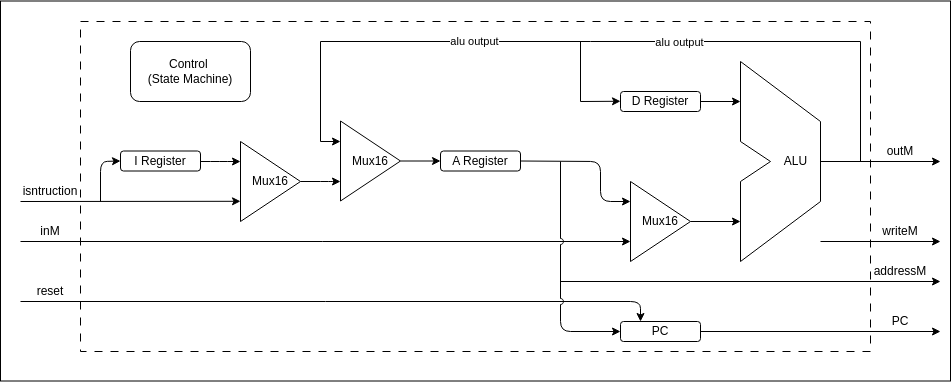 alu output
alu output
Control
(State Machine)
D Register
I Register
Mux16
A Register
ALU
outM
Mux16
isntruction
Mux16
inM
writeM
addressM
reset
PC
PC